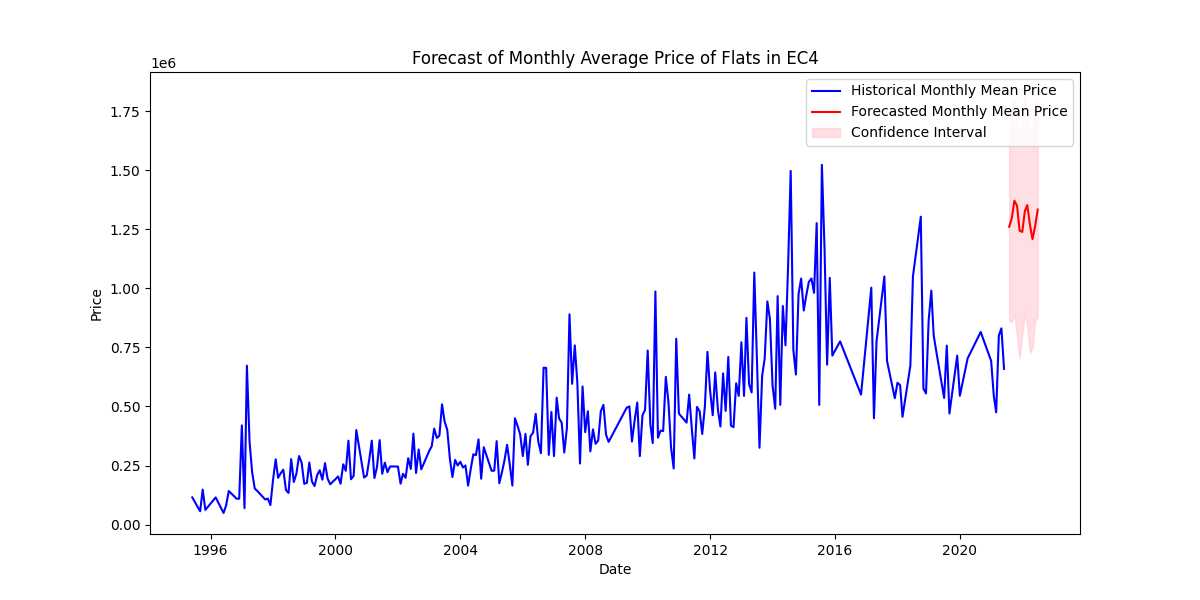 Forecast of Monthly Average Price of Flats in EC4
1e6
Historical Monthly Mean Price
Forecasted Monthly Mean Price
Confidence Interval
1.75
1.50
1.25
1.00
0.75
0.50
0.25
0.00
Price
1996 2000 2004 2008 2012 2016 2020
Date